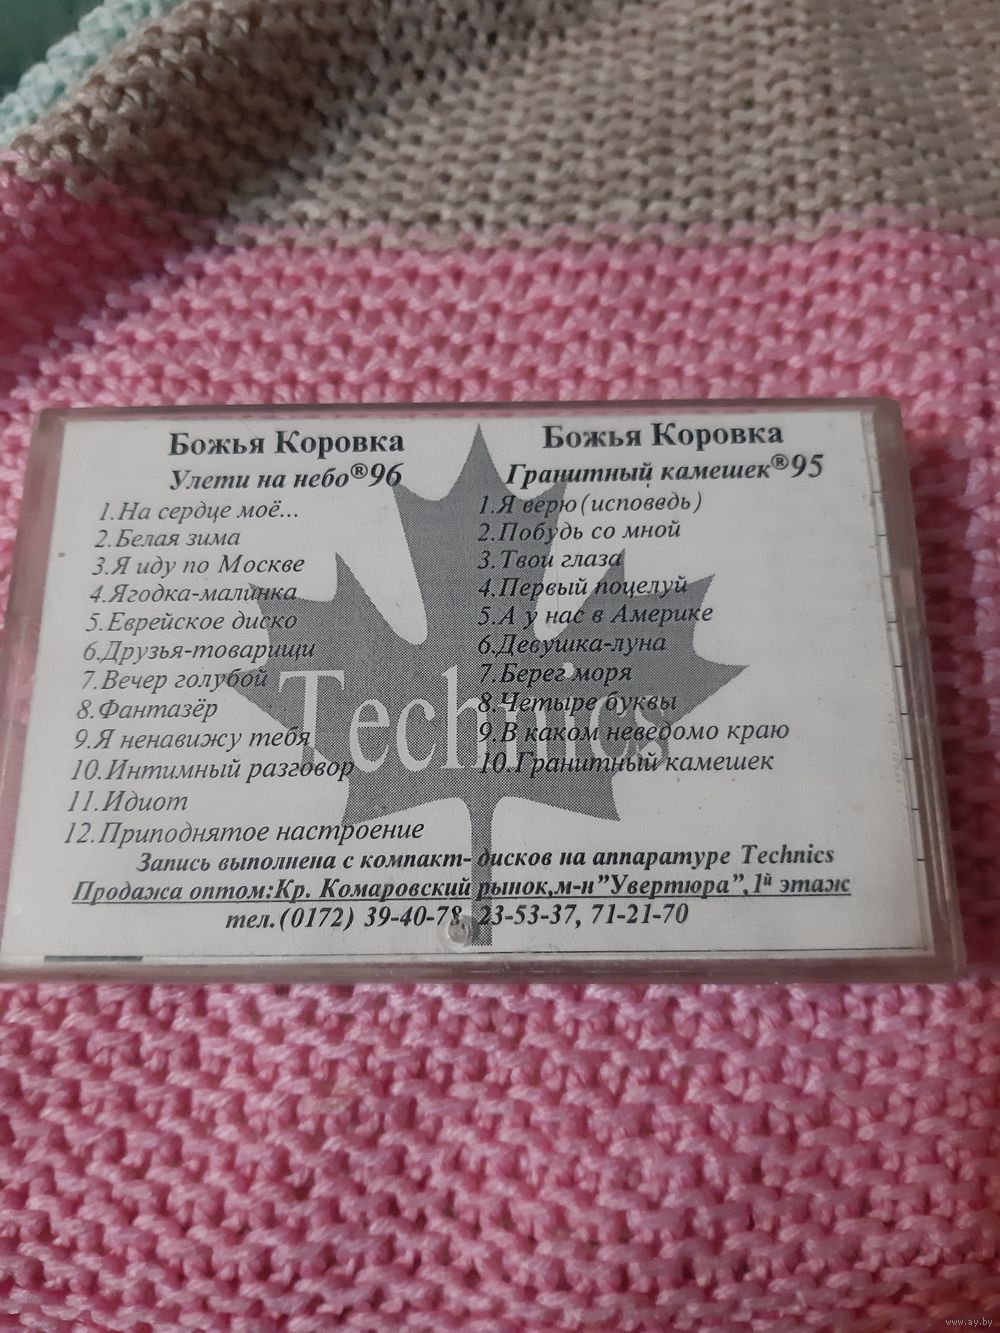 Божья Коровка
Улети на небо®96
1.На сердце моё...
2.Белая зима
3.Я иду по Москве
4.Ягодка-малинка
5.Еврейское диско
6.Друзья-товарищи
7.Вечер голубой
8.Фантазёр
9.Я ненавижу тебя
10.Интимный разговор
11.Идиот
12.Приподнятое настроение
Божья Коровка
Гранитный камешек®95
1.Я верю(исповедь)
2.Побудь со мной
3.Твои глаза
4.Первый поцелуй
5.А у нас в Америке
6.Девушка-луна
7.Берег моря
8.Четыре буквы
9.В каком неведомо краю
10.Гранитный камешек
Technics
Запись выполнена с компакт- дисков на аппаратуре Technics
Продажа оптом:Кр. Комаровский рынок,м-н"Увертюра",1й этаж
тел.(0172) 39-40-78, 23-53-37, 71-21-70
www.ay.by